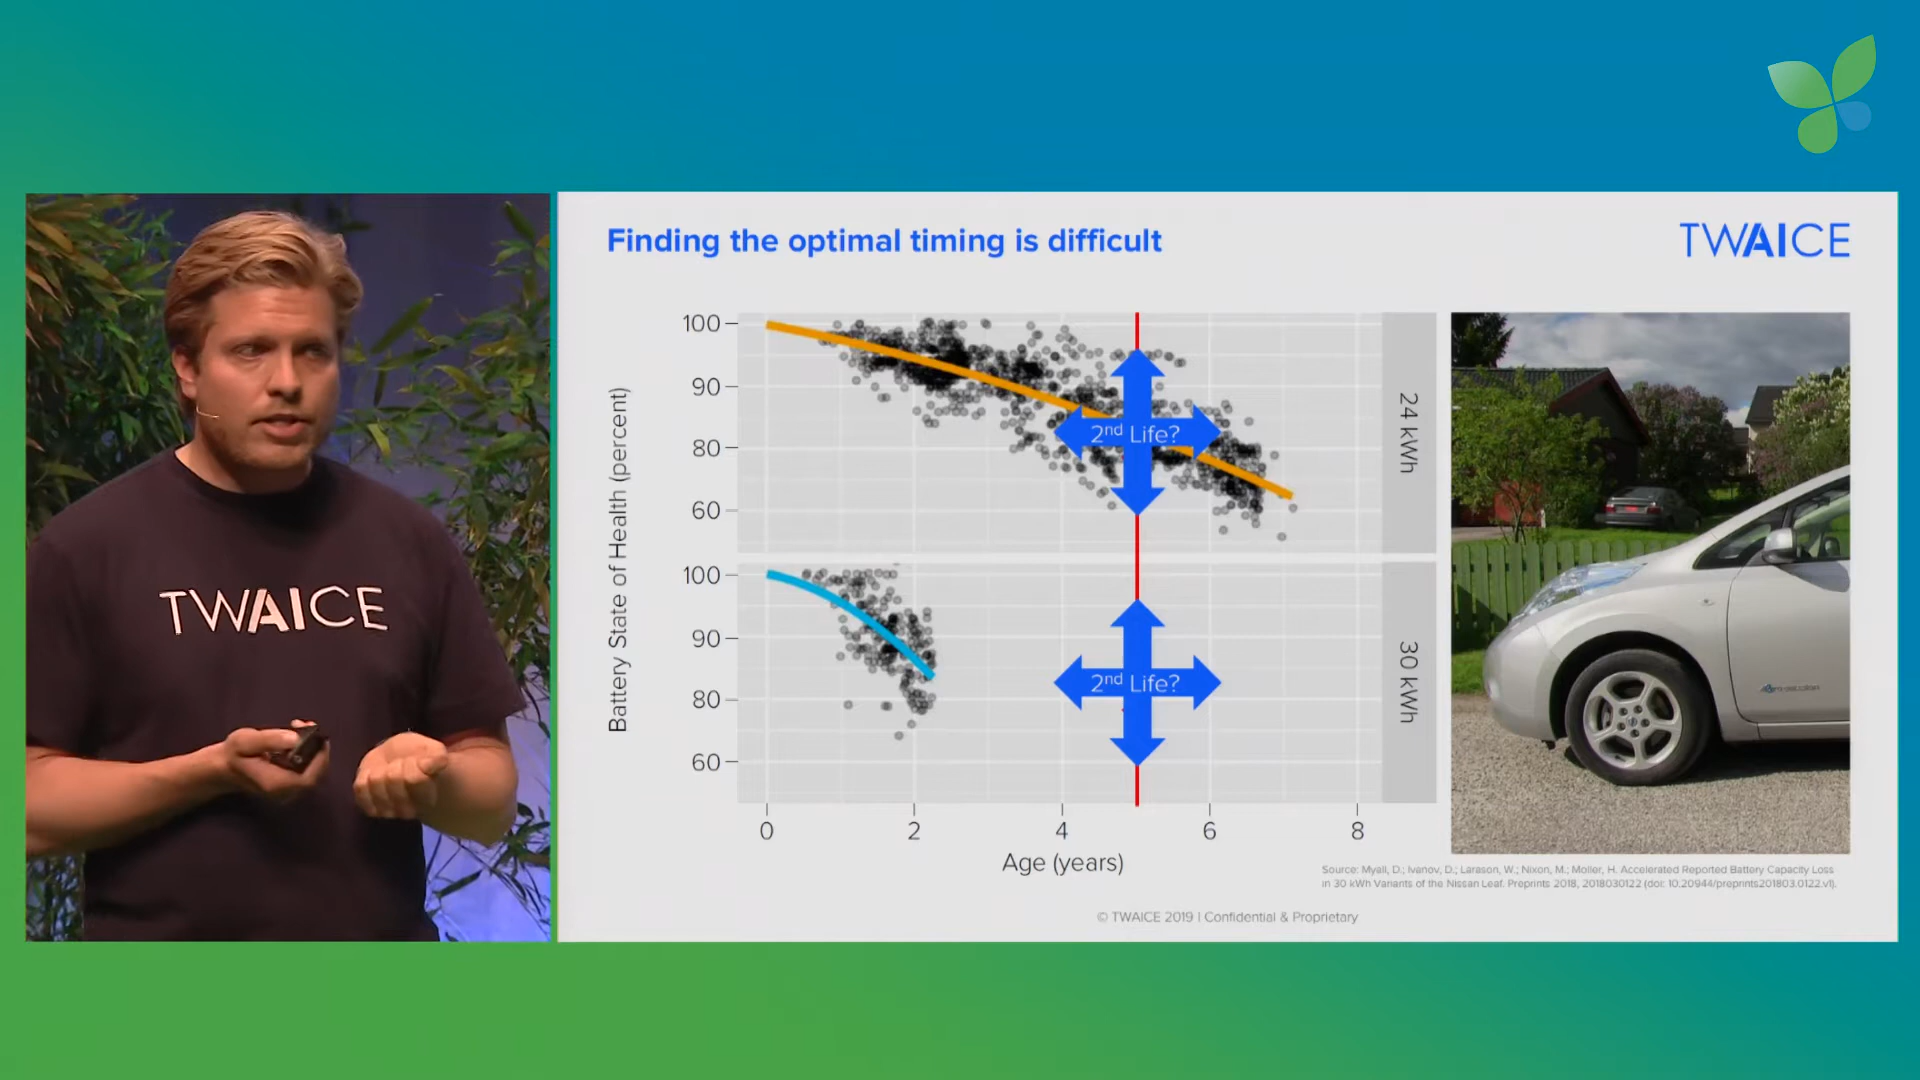 Finding the optimal timing is difficult
TWAICE
TWAICE
Battery State of Health (percent)
100
90
80
60
2nd Life?
24 kWh
100
90
80
60
2nd Life?
30 kWh
0 2 4 6 8
Age (years)
Source: Myall, D.; Ivanov, D.; Larason, W.; Nixon, M.; Moller, H. Accelerated Reported Battery Capacity Loss
in 30 kWh Variants of the Nissan Leaf. Preprints 2018, 2018030122 (doi: 10.20944/preprints201803.0122.v1).
© TWAICE 2019 | Confidential & Proprietary